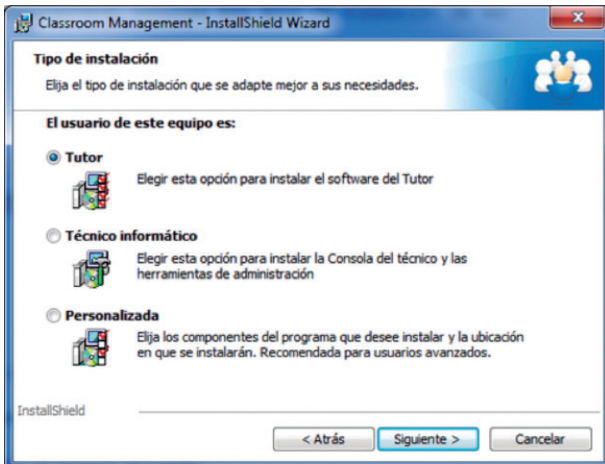 Classroom Management - InstallShield Wizard
Tipo de instalación
Elija el tipo de instalación que se adapte mejor a sus necesidades.
El usuario de este equipo es:
Tutor
Elegir esta opción para instalar el software del Tutor
Técnico informático
Elegir esta opción para instalar la Consola del técnico y las
herramientas de administración
Personalizada
Elija los componentes del programa que desee instalar y la ubicación
en que se instalarán. Recomendada para usuarios avanzados.
InstallShield
< Atrás
Siguiente >
Cancelar